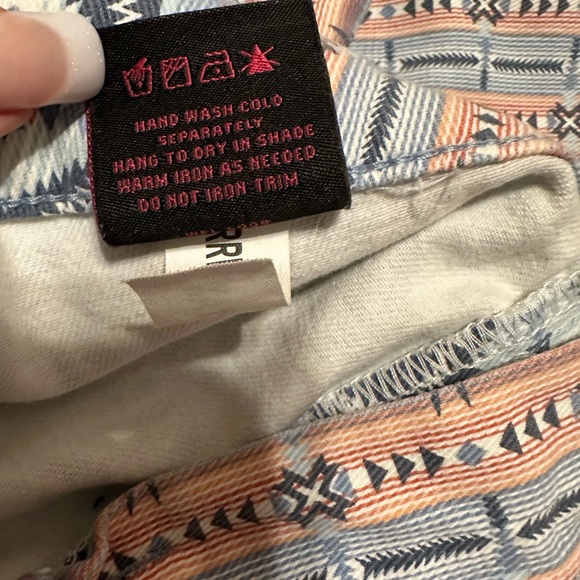 HAND WASH COLD
SEPARATELY
HANG TO DRY IN SHADE
WARM IRON AS NEEDED
DO NOT IRON TRIM